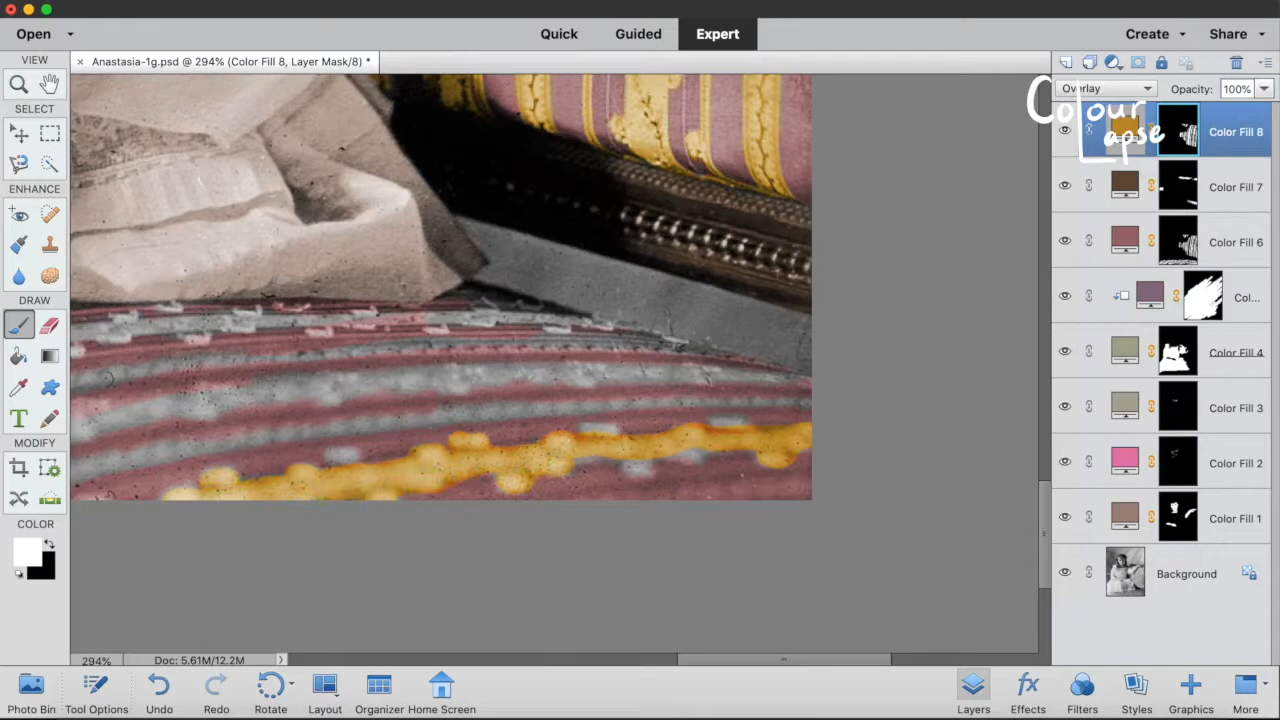 Open
Quick
Guided
Expert
Create
Share
VIEW
× Anastasia-1g.psd @ 294% (Color Fill 8, Layer Mask/8) *
Overlay
Opacity: 100%
Colour
Lapse
SELECT
Color Fill 8
ENHANCE
Color Fill 7
Color Fill 6
DRAW
Col...
Color Fill 4
Color Fill 3
T
MODIFY
Color Fill 2
COLOR
Color Fill 1
Background
294%
Doc: 5.61M/12.2M
fx
Photo Bin
Tool Options
Undo
Redo
Rotate
Layout
Organizer
Home Screen
Layers
Effects
Filters
Styles
Graphics
More